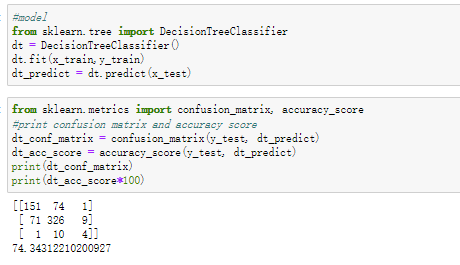 #model
from sklearn.tree import DecisionTreeClassifier
dt = DecisionTreeClassifier()
dt.fit(x_train,y_train)
dt_predict = dt.predict(x_test)
from sklearn.metrics import confusion_matrix, accuracy_score
#print confusion matrix and accuracy score
dt_conf_matrix = confusion_matrix(y_test, dt_predict)
dt_acc_score = accuracy_score(y_test, dt_predict)
print(dt_conf_matrix)
print(dt_acc_score*100)
[[151 74 1]
[ 71 326 9]
[ 1 10 4]]
74.34312210200927